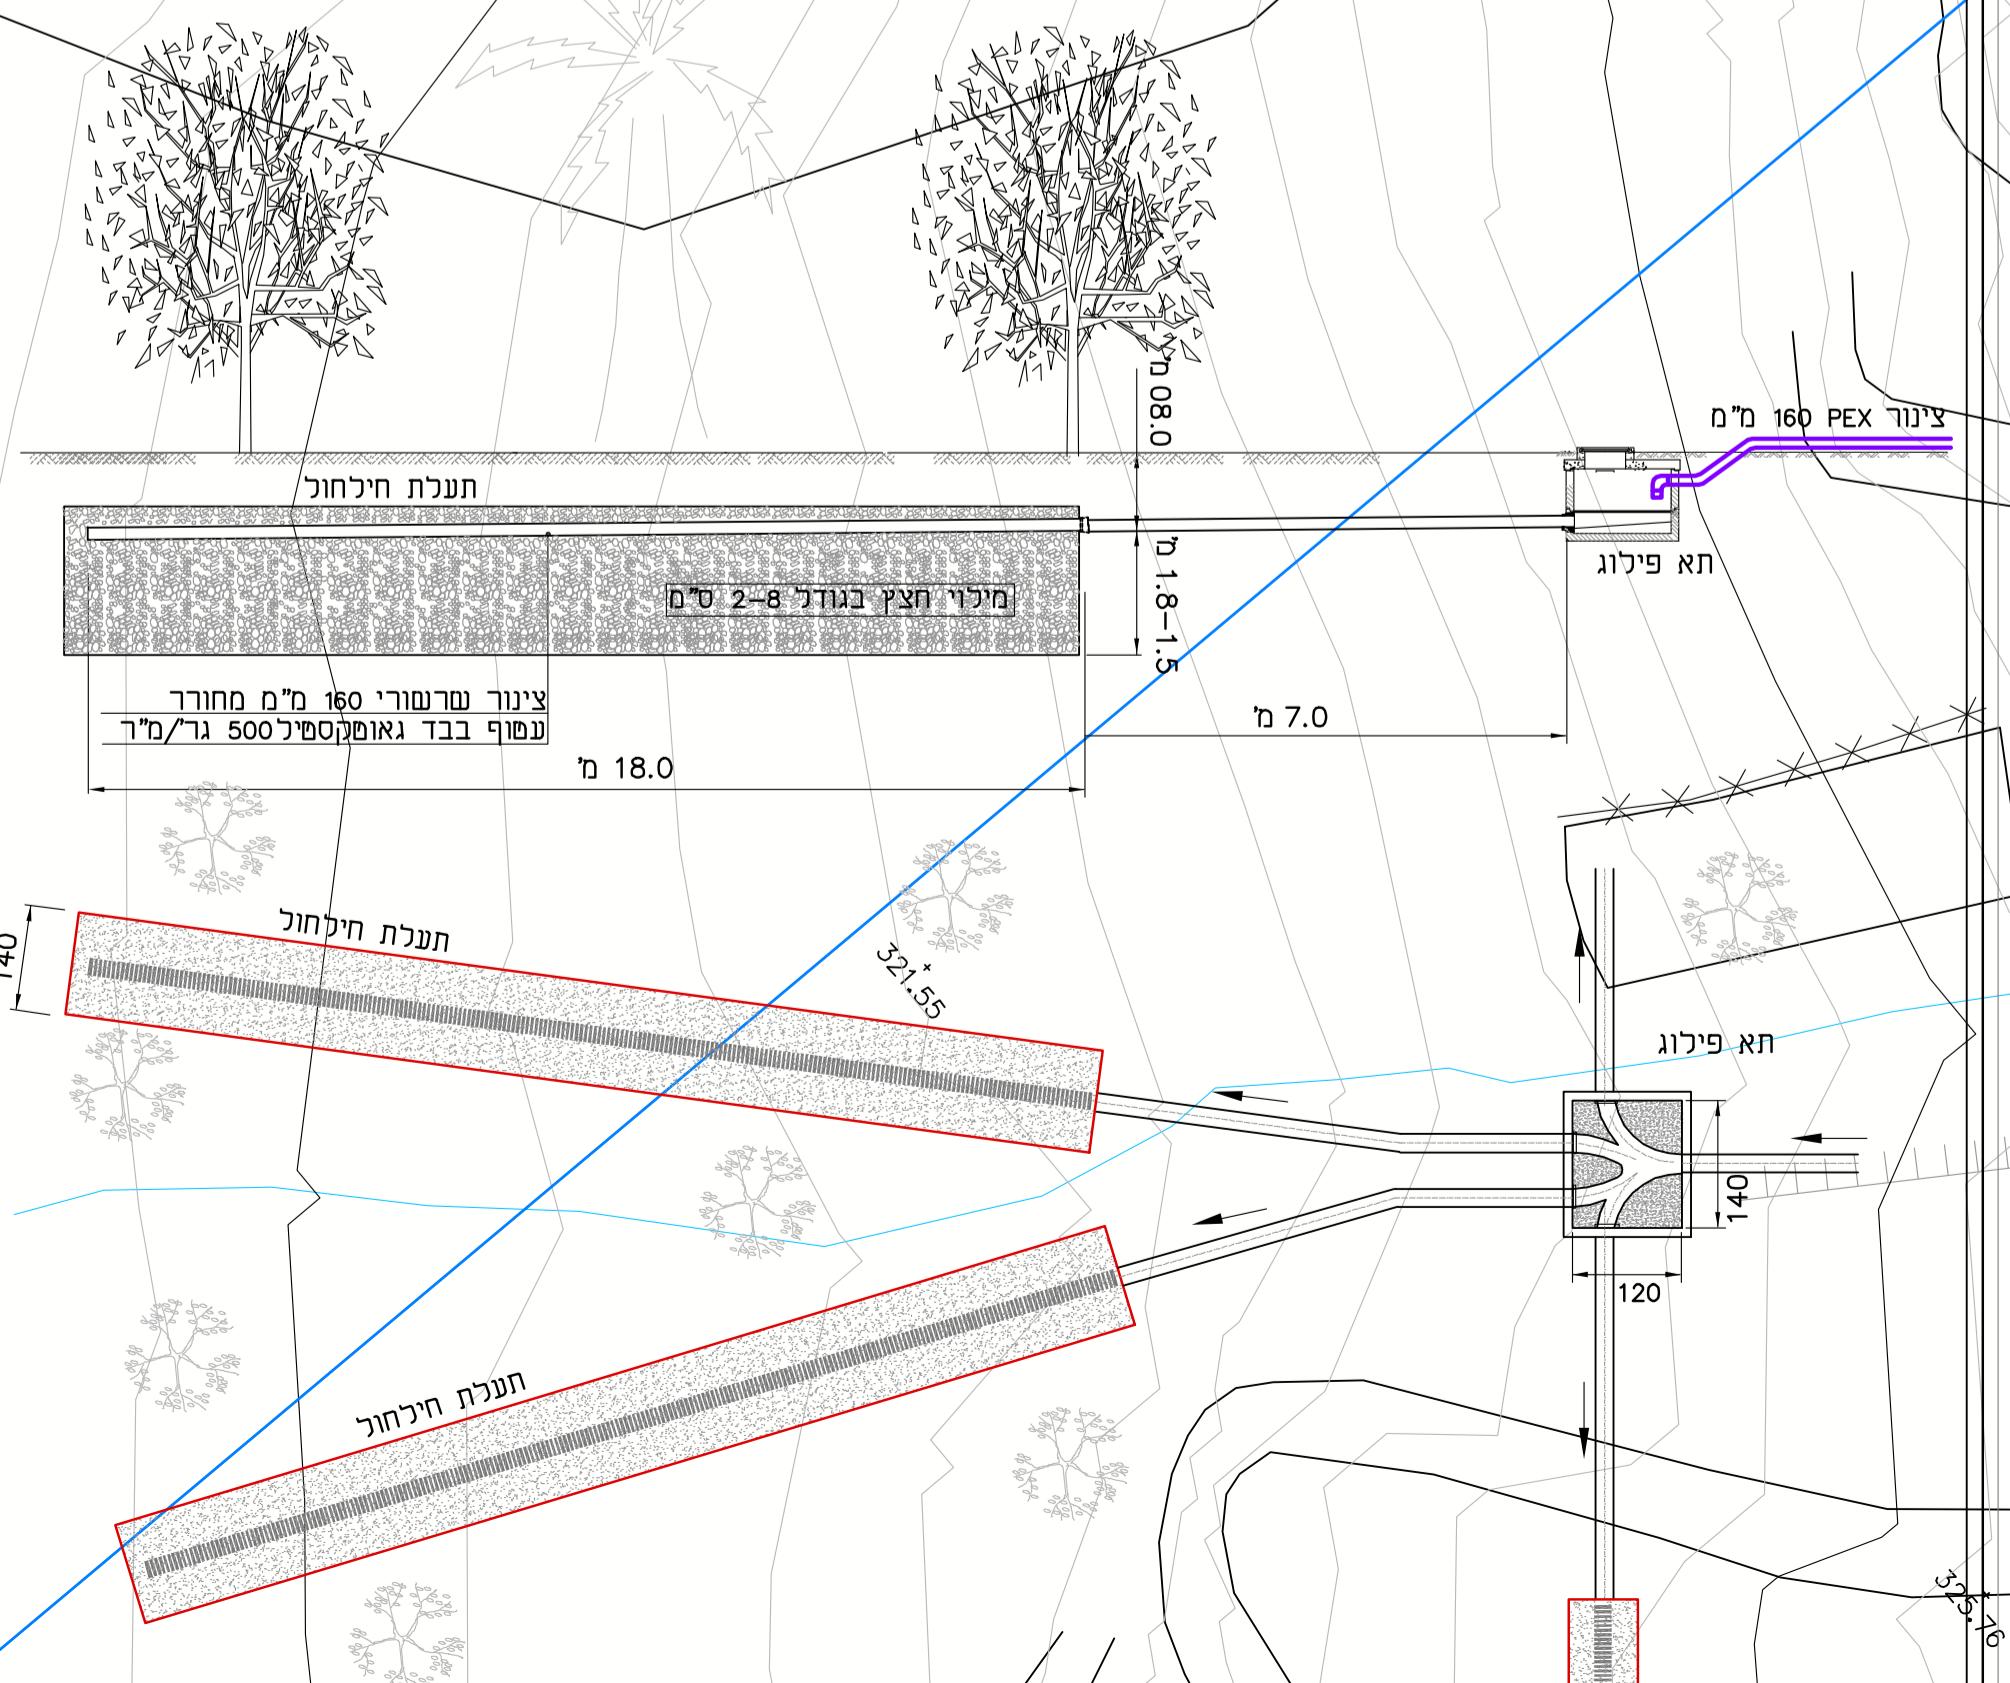 צינור PEX 160 מ"מ
0.80 מ'
תעלת חילחול
תא פילוג
1.8-1.5 מ'
מילוי חצץ בגודל 2-8 ס"מ
צינור שרשורי 160 מ"מ מחורר
עטוף בבד גאוטקסטיל 500 גר'/מ"ר
7.0 מ'
18.0 מ'
140
תעלת חילחול
321.55
תא פילוג
140
120
תעלת חילחול
325.76